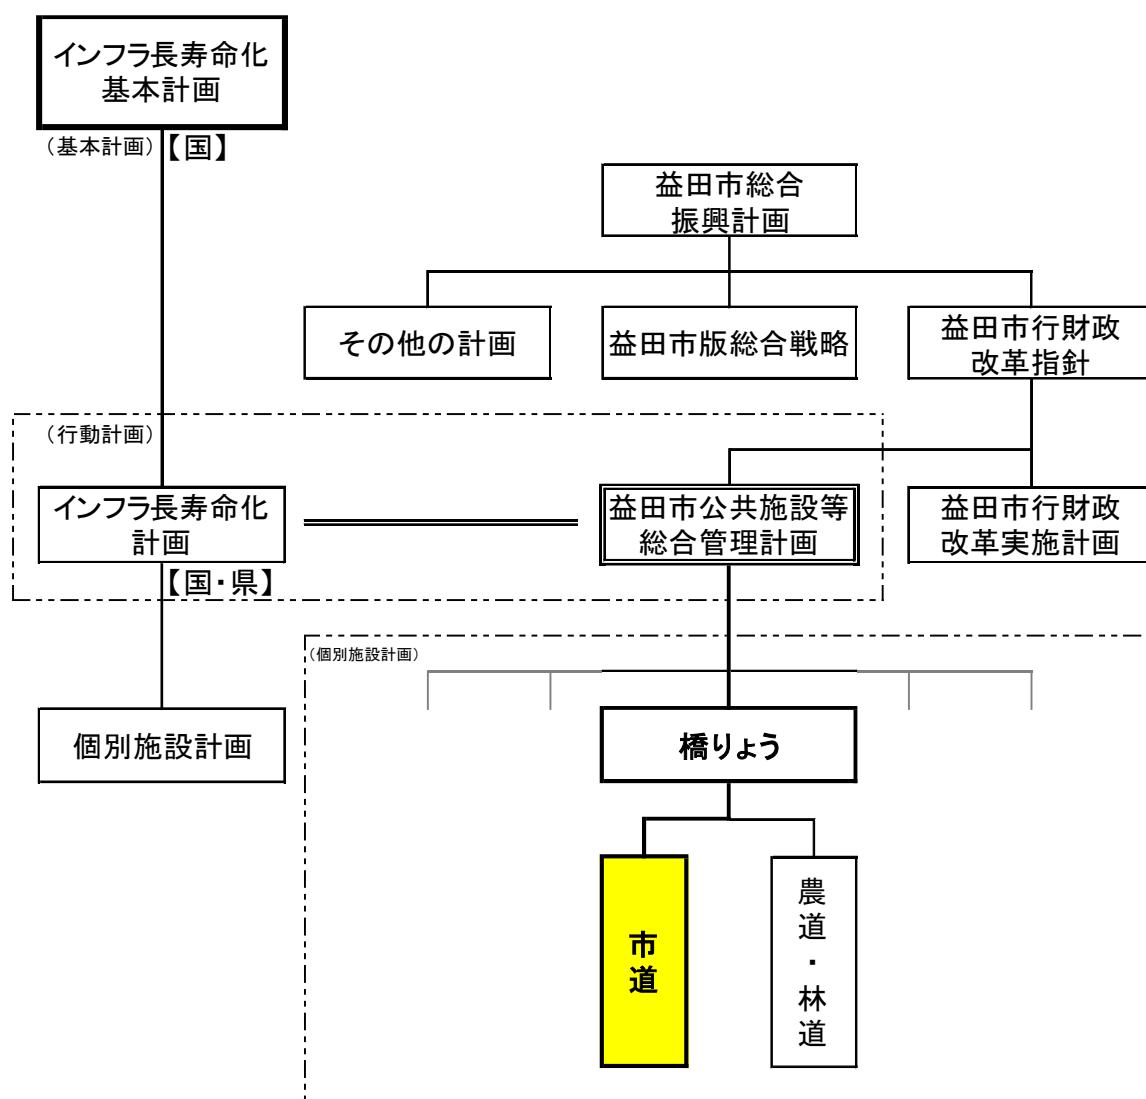 インフラ長寿命化
基本計画
（基本計画）【国】
益田市総合
振興計画
その他の計画
益田市版総合戦略
益田市行財政
改革指針
（行動計画）
インフラ長寿命化
計画
【国・県】
益田市公共施設等
総合管理計画
益田市行財政
改革実施計画
（個別施設計画）
個別施設計画
橋りょう
市道
農道・林道